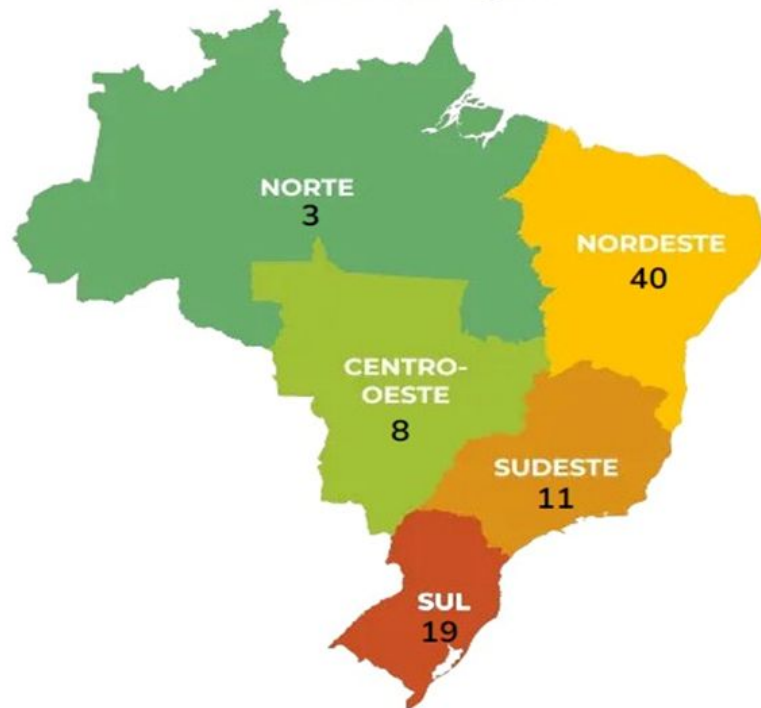 NORTE
3
NORDESTE
40
CENTRO-
OESTE
8
SUDESTE
11
SUL
19